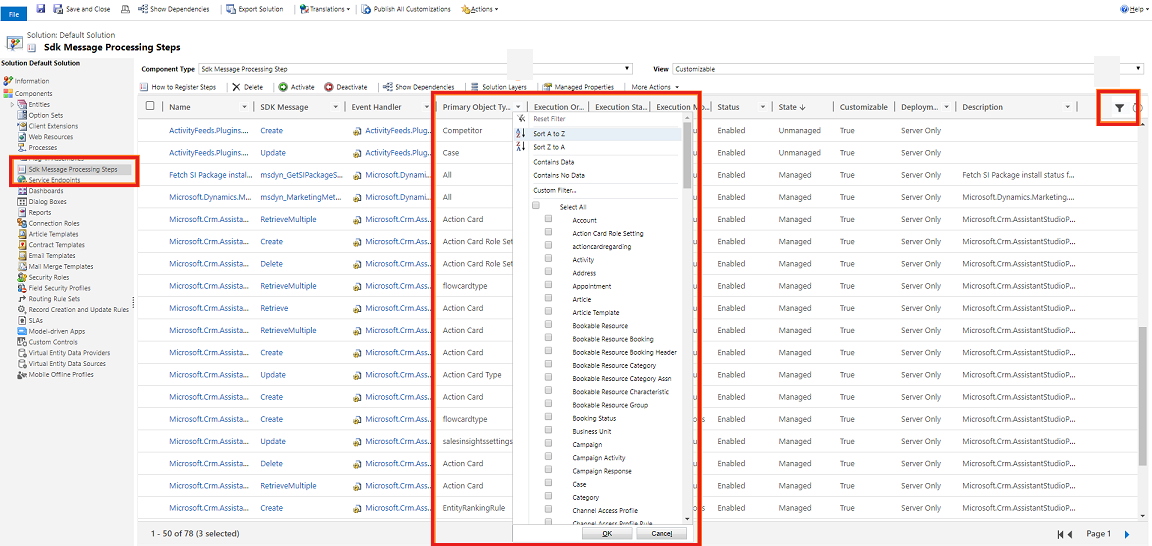 File Save and Close Show Dependencies Export Solution Translations Publish All Customizations Actions Help
Solution: Default Solution
Sdk Message Processing Steps
Solution Default Solution
Information
Components
Entities
Option Sets
Client Extensions
Web Resources
Processes
Sdk Message Processing Steps
Service Endpoints
Dashboards
Dialog Boxes
Reports
Connection Roles
Article Templates
Contract Templates
Email Templates
Mail Merge Templates
Security Roles
Field Security Profiles
Routing Rule Sets
Record Creation and Update Rules
SLAs
Model-driven Apps
Custom Controls
Virtual Entity Data Providers
Virtual Entity Data Sources
Mobile Offline Profiles
Component Type Sdk Message Processing Step View Customizable
How to Register Steps Delete Activate Deactivate Show Dependencies Solution Layers Managed Properties More Actions
Name SDK Message Event Handler Primary Object Ty... Execution Or... Execution Sta... Execution Mo... Status State Customizable Deploym... Description
ActivityFeeds.Plugins.... Create ActivityFeeds.Plugins... Competitor Enabled Unmanaged True Server Only
ActivityFeeds.Plugins.... Update ActivityFeeds.Plugins... Case Enabled Unmanaged True Server Only
Fetch SI Package instal... msdyn_GetSIPackageS... Microsoft.Dynami... All Enabled Managed True Server Only Fetch SI Package install status f...
Microsoft.Dynamics.M... msdyn_MarketingMet... Microsoft.Dynami... All Enabled Managed True Server Only Microsoft.Dynamics.Marketing....
Microsoft.Crm.Assista... RetrieveMultiple Microsoft.Crm.Assi... Action Card Enabled Managed True Server Only Microsoft.Crm.AssistantStudioP...
Microsoft.Crm.Assista... Create Microsoft.Crm.Assi... Action Card Role Set Enabled Managed True Server Only Microsoft.Crm.AssistantStudioP...
Microsoft.Crm.Assista... Delete Microsoft.Crm.Assi... Action Card Role Set Enabled Managed True Server Only Microsoft.Crm.AssistantStudioP...
Microsoft.Crm.Assista... RetrieveMultiple Microsoft.Crm.Assi... flowcardtype Enabled Managed True Server Only Microsoft.Crm.AssistantStudioP...
Microsoft.Crm.Assista... Retrieve Microsoft.Crm.Assi... Action Card Enabled Managed True Server Only Microsoft.Crm.AssistantStudioP...
Microsoft.Crm.Assista... RetrieveMultiple Microsoft.Crm.Assi... Action Card Enabled Managed True Server Only Microsoft.Crm.AssistantStudioP...
Microsoft.Crm.Assista... Create Microsoft.Crm.Assi... Action Card Enabled Managed True Server Only Microsoft.Crm.AssistantStudioP...
Microsoft.Crm.Assista... Update Microsoft.Crm.Assi... Action Card Type Enabled Managed True Server Only Microsoft.Crm.AssistantStudioP...
Microsoft.Crm.Assista... Create Microsoft.Crm.Assi... Action Card Enabled Managed True Server Only Microsoft.Crm.AssistantStudioP...
Microsoft.Crm.Assista... Create Microsoft.Crm.Assi... flowcardtype Enabled Managed True Server Only Microsoft.Crm.AssistantStudioP...
Microsoft.Crm.Assista... Update Microsoft.Crm.Assi... salesinsightssettings Enabled Managed True Server Only Microsoft.Crm.AssistantStudioP...
Microsoft.Crm.Assista... Delete Microsoft.Crm.Assi... Action Card Enabled Managed True Server Only Microsoft.Crm.AssistantStudioP...
Microsoft.Crm.Assista... RetrieveMultiple Microsoft.Crm.Assi... Action Card Enabled Managed True Server Only Microsoft.Crm.AssistantStudioP...
Microsoft.Crm.Assista... Create Microsoft.Crm.Assi... EntityRankingRule Enabled Managed True Server Only Microsoft.Crm.AssistantStudioP...
Reset Filter
Sort A to Z
Sort Z to A
Contains Data
Contains No Data
Custom Filter...
Select All
Account
Action Card Role Setting
actioncardregarding
Activity
Address
Appointment
Article
Article Template
Bookable Resource
Bookable Resource Booking
Bookable Resource Booking Header
Bookable Resource Category
Bookable Resource Category Assn
Bookable Resource Characteristic
Bookable Resource Group
Booking Status
Business Unit
Campaign
Campaign Activity
Campaign Response
Case
Category
Channel Access Profile
Channel Access Profile Rule
OK Cancel
1 - 50 of 78 (3 selected) Page 1